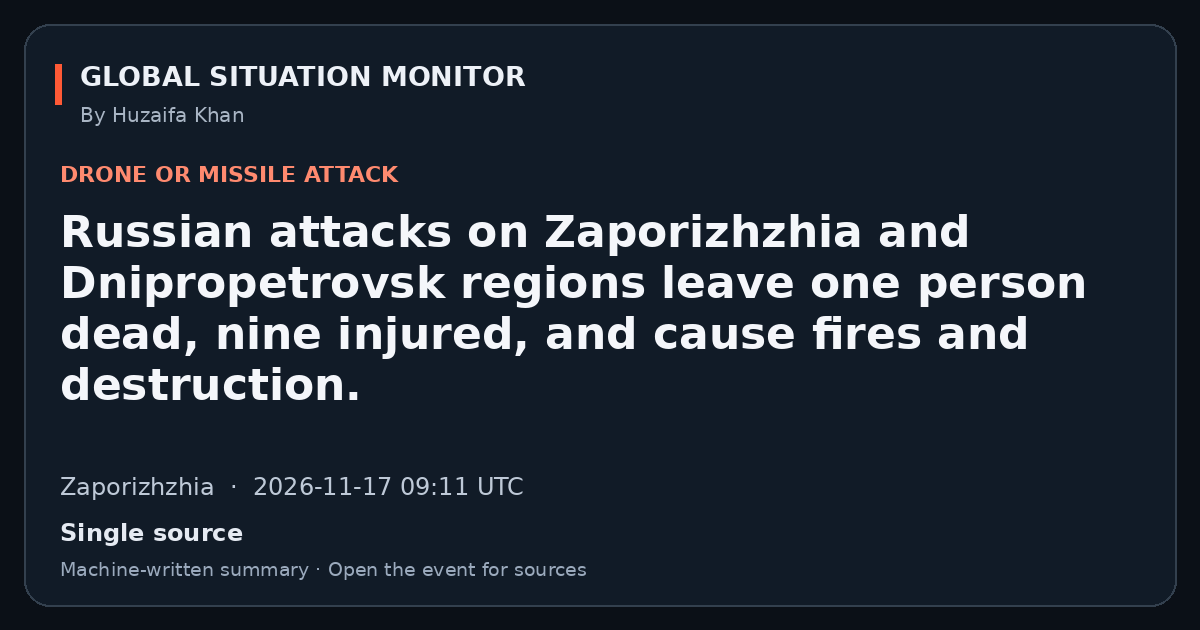 GLOBAL SITUATION MONITOR
By Huzaifa Khan
DRONE OR MISSILE ATTACK
Russian attacks on Zaporizhzhia and
Dnipropetrovsk regions leave one person
dead, nine injured, and cause fires and
destruction.
Zaporizhzhia · 2026-11-17 09:11 UTC
Single source
Machine-written summary · Open the event for sources